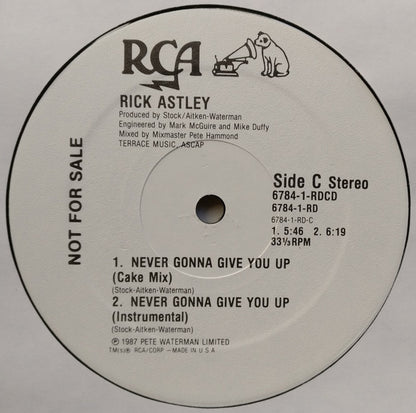 RCA
RICK ASTLEY
Produced by Stock/Aitken-Waterman
Engineered by Mark McGuire and Mike Duffy
Mixed by Mixmaster Pete Hammond
TERRACE MUSIC, ASCAP
NOT FOR SALE
Side C Stereo
6784-1-RDCD
6784-1-RD
6784-1-RD-C
1. 5:46 2. 6:19
33⅓ RPM
1. NEVER GONNA GIVE YOU UP
(Cake Mix)
(Stock-Aitken-Waterman)
2. NEVER GONNA GIVE YOU UP
(Instrumental)
(Stock-Aitken-Waterman)
℗ 1987 PETE WATERMAN LIMITED
TM(s)® RCA/CORP – MADE IN U.S.A.